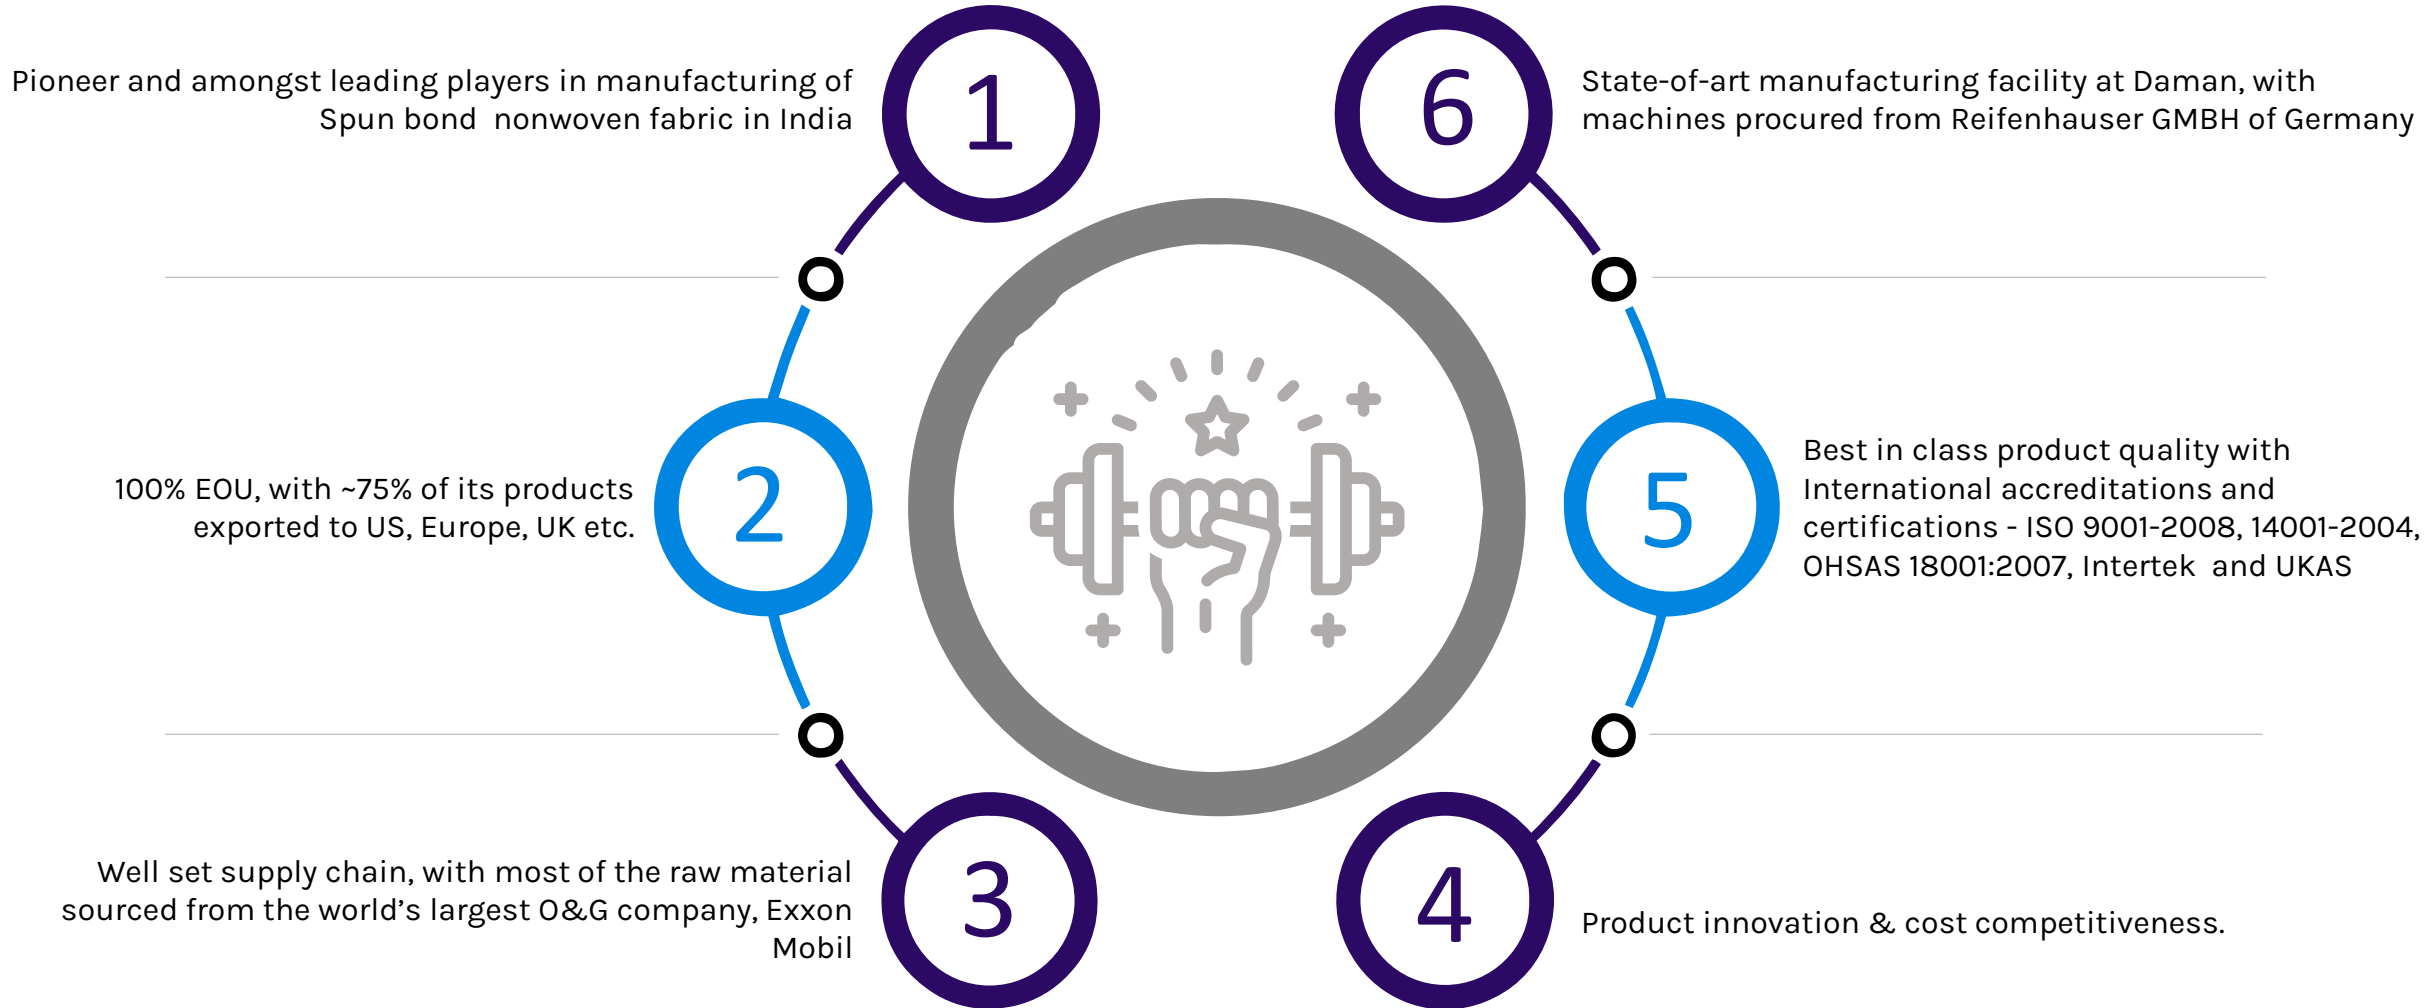 1
Pioneer and amongst leading players in manufacturing of
Spun bond  nonwoven fabric in India
2
100% EOU, with ~75% of its products
exported to US, Europe, UK etc.
3
Well set supply chain, with most of the raw material
sourced from the world’s largest O&G company, Exxon
Mobil
4
Product innovation & cost competitiveness.
5
Best in class product quality with
International accreditations and
certifications - ISO 9001-2008, 14001-2004,
OHSAS 18001:2007, Intertek  and UKAS
6
State-of-art manufacturing facility at Daman, with
machines procured from Reifenhauser GMBH of Germany